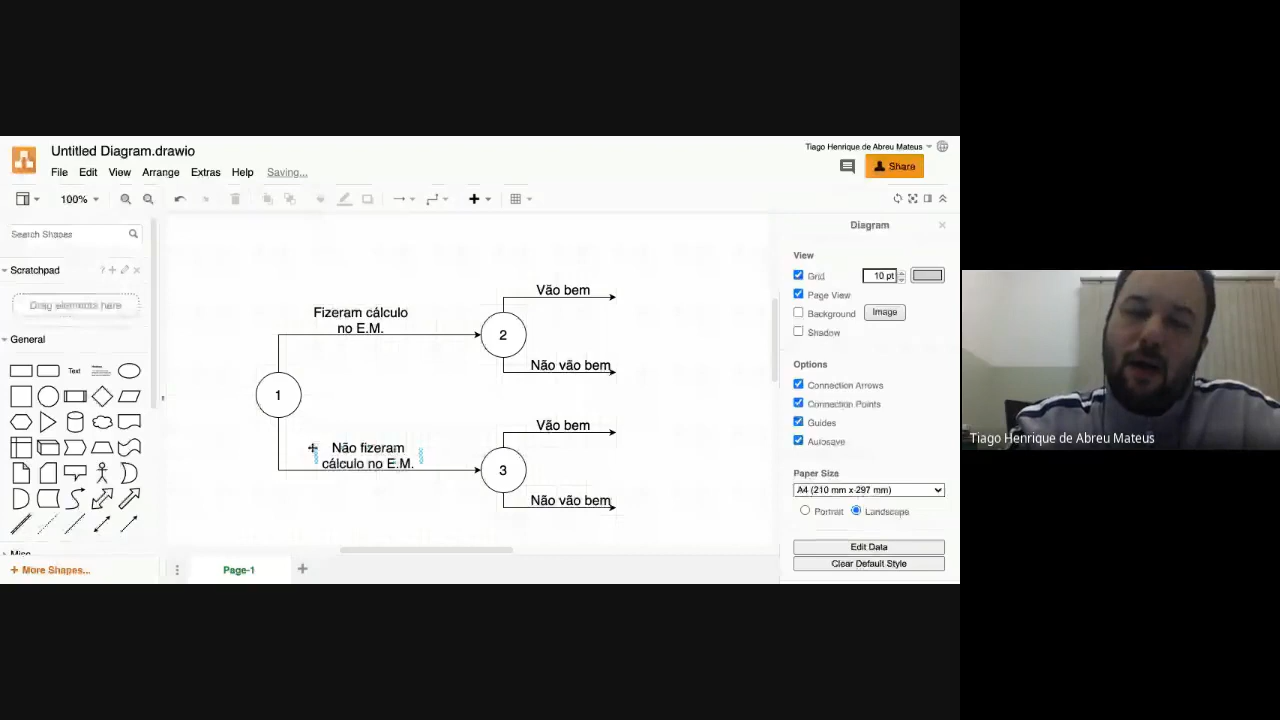 Untitled Diagram.drawio
Tiago Henrique de Abreu Mateus
File Edit View Arrange Extras Help Saving...
Share
100%
Search Shapes
Scratchpad
Drag elements here
General
Text
More Shapes...
Fizeram cálculo
no E.M.
Vão bem
2
Não vão bem
1
Não fizeram
cálculo no E.M.
Vão bem
3
Não vão bem
Page-1
Diagram
View
Grid 10 pt
Page View
Background Image
Shadow
Options
Connection Arrows
Connection Points
Guides
Autosave
Paper Size
A4 (210 mm x 297 mm)
Portrait Landscape
Edit Data
Clear Default Style
Tiago Henrique de Abreu Mateus